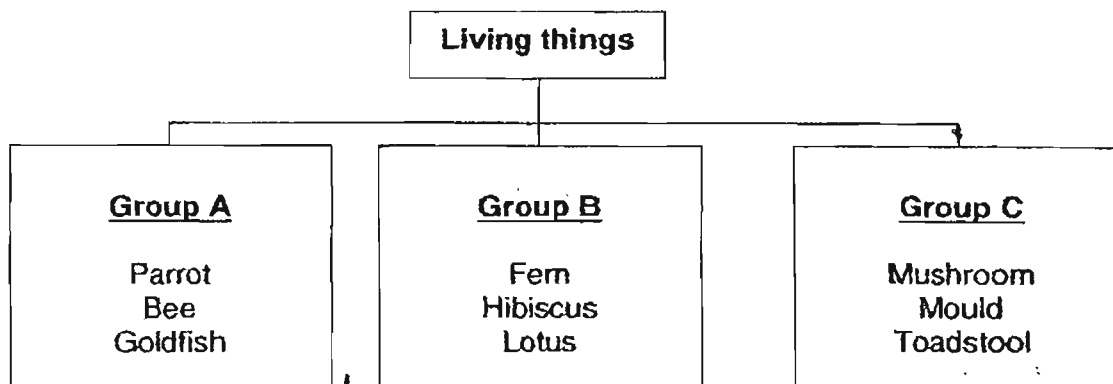 Living things
Group A
Parrot
Bee
Goldfish
Group B
Fern
Hibiscus
Lotus
Group C
Mushroom
Mould
Toadstool